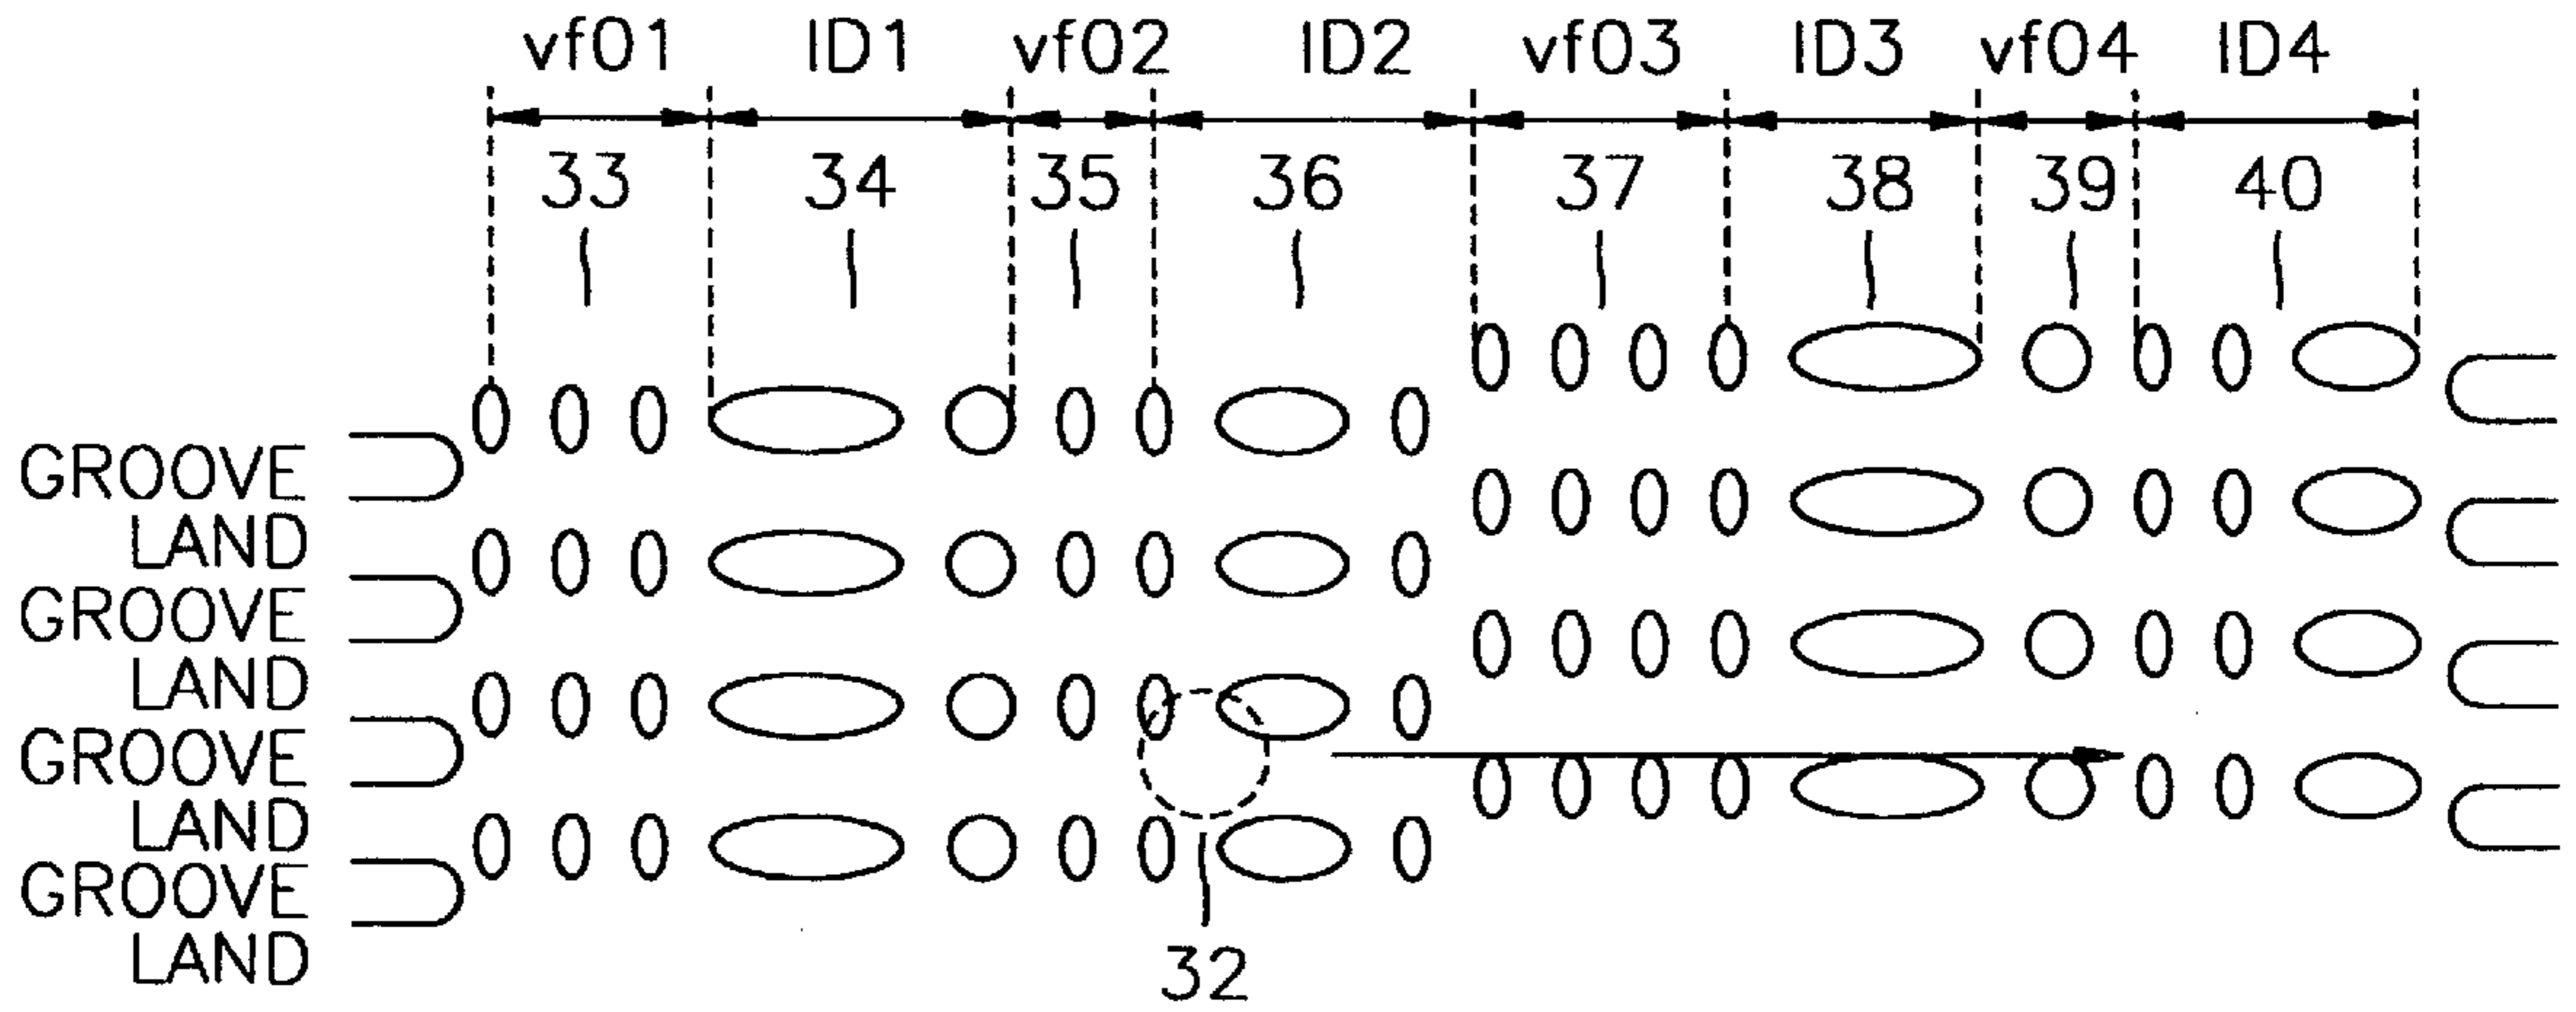 vf01 ID1 vf02 ID2 vf03 ID3 vf04 ID4
33 34 35 36 37 38 39 40
GROOVE
LAND
GROOVE
LAND
GROOVE
LAND
GROOVE
LAND
32